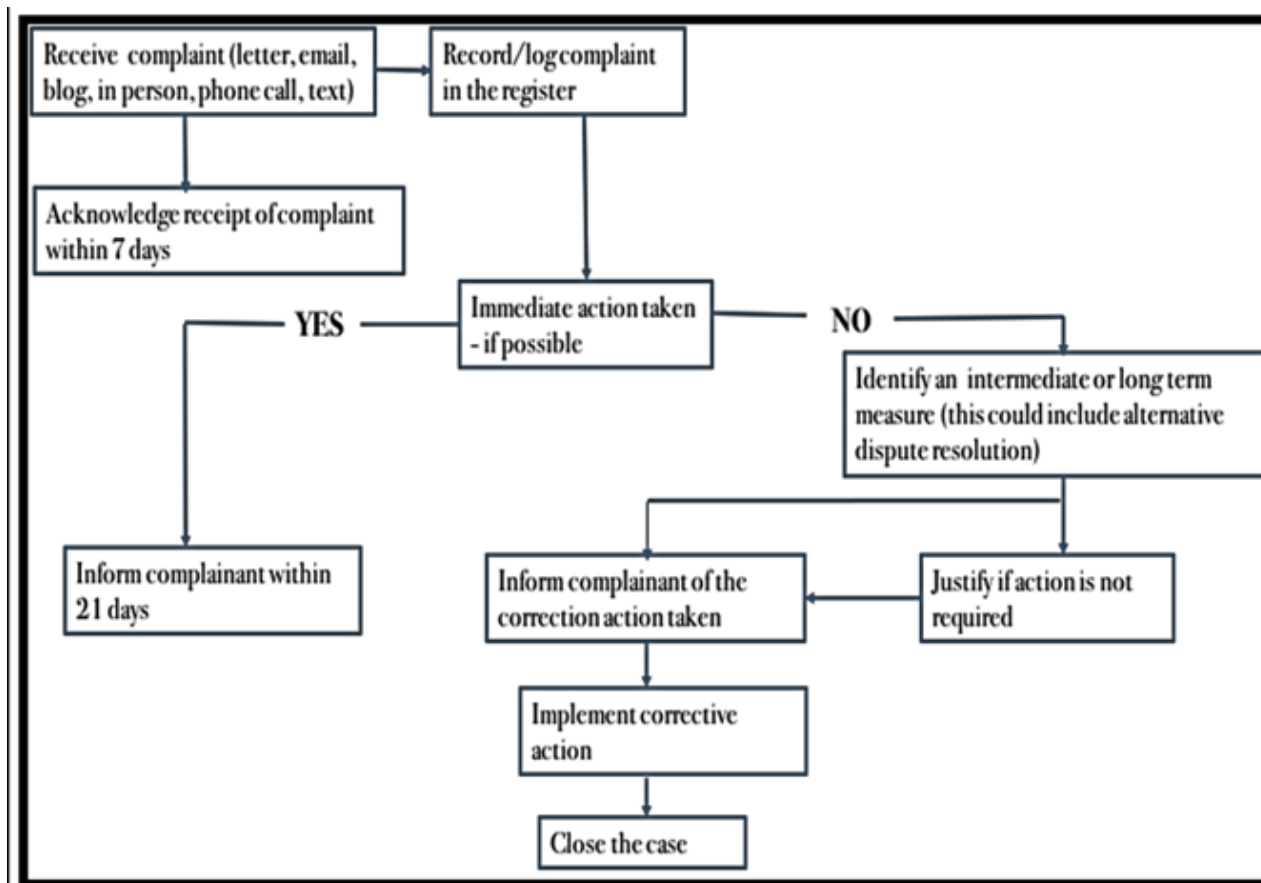 Receive complaint (letter, email,
blog, in person, phone call, text)
Record/log complaint
in the register
Acknowledge receipt of complaint
within 7 days
Immediate action taken
- if possible
YES
NO
Identify an intermediate or long term
measure (this could include alternative
dispute resolution)
Inform complainant within
21 days
Inform complainant of the
correction action taken
Justify if action is not
required
Implement corrective
action
Close the case